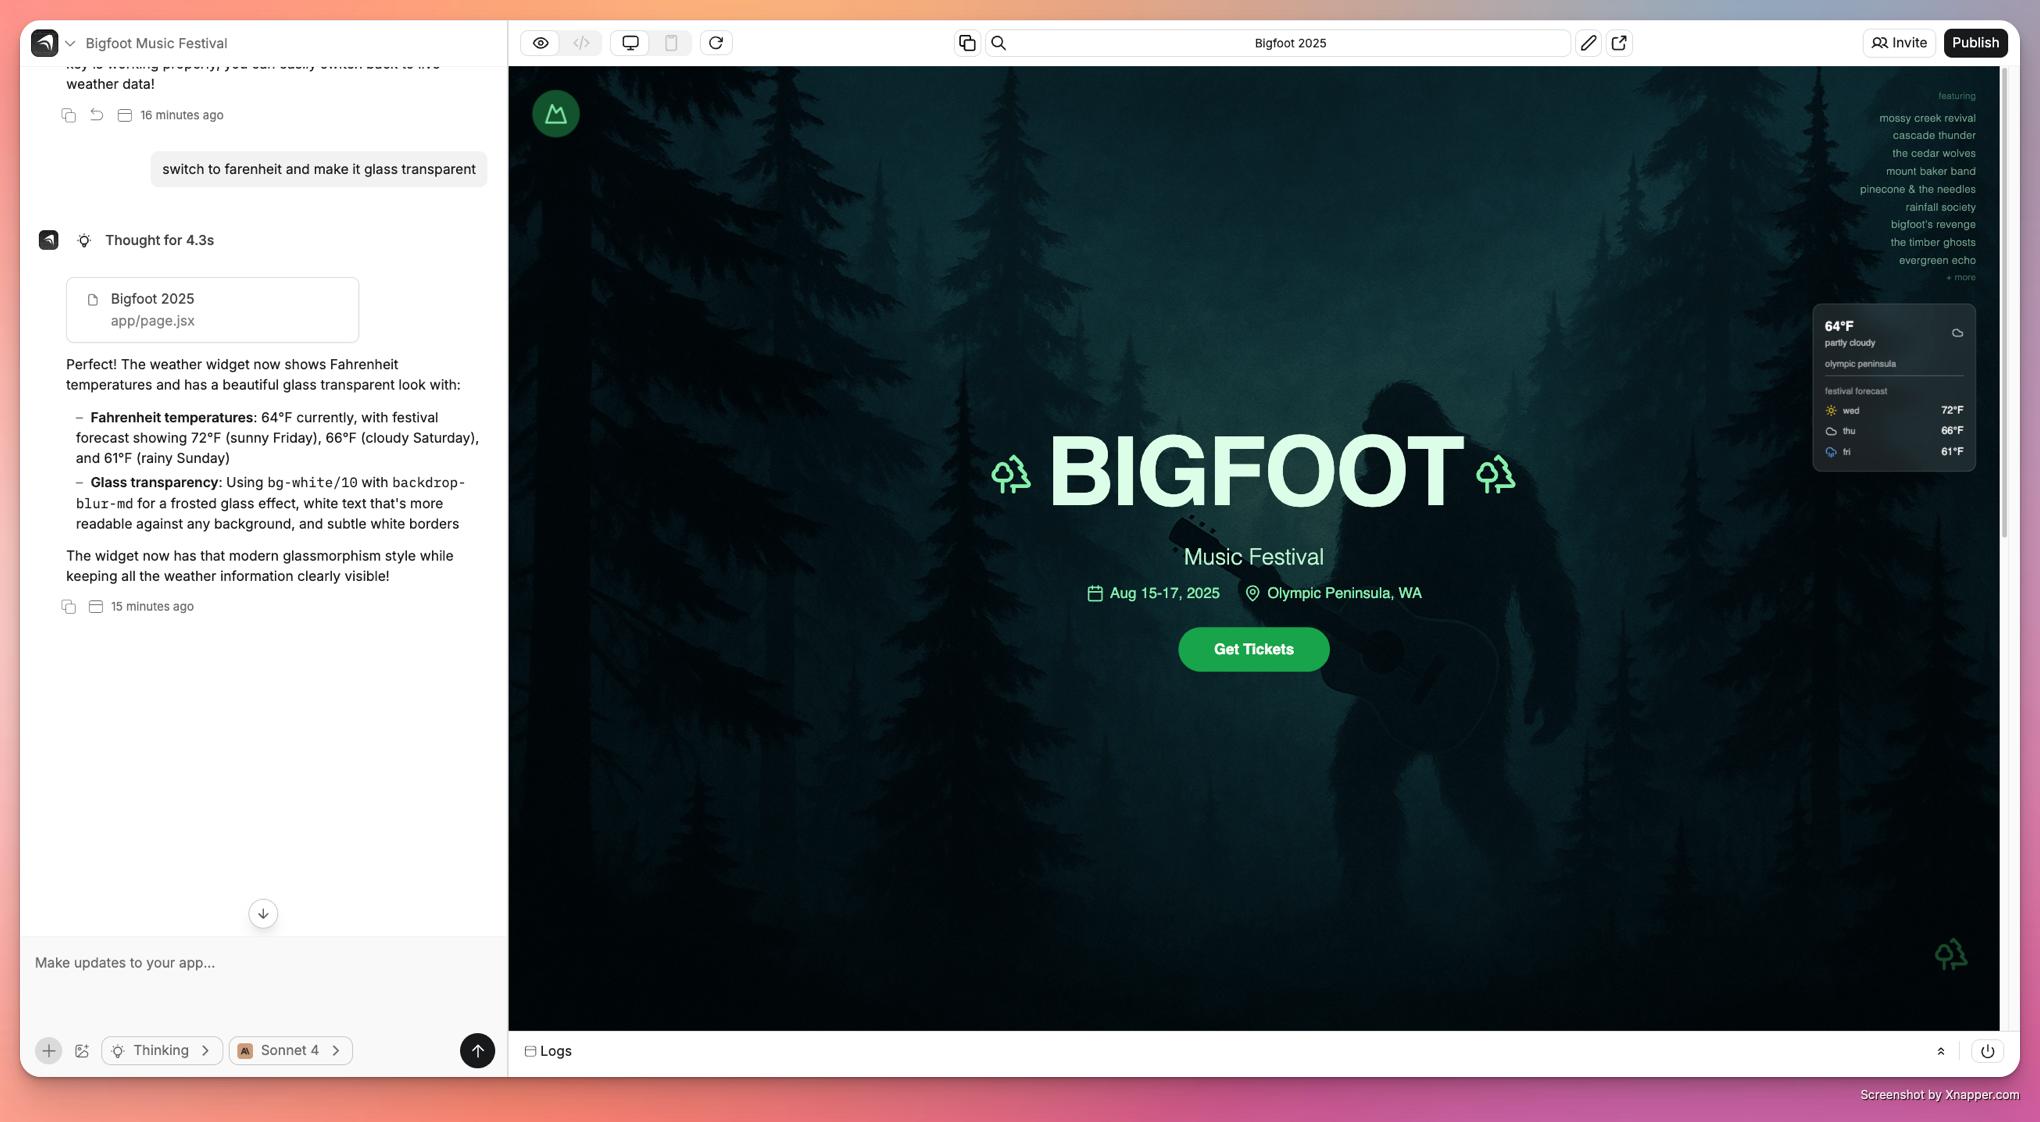 Bigfoot Music Festival
weather data!
16 minutes ago
switch to farenheit and make it glass transparent
Thought for 4.3s
Bigfoot 2025
app/page.jsx
Perfect! The weather widget now shows Fahrenheit
temperatures and has a beautiful glass transparent look with:
– Fahrenheit temperatures: 64°F currently, with festival
forecast showing 72°F (sunny Friday), 66°F (cloudy Saturday),
and 61°F (rainy Sunday)
– Glass transparency: Using bg-white/10 with backdrop-
blur-md for a frosted glass effect, white text that's more
readable against any background, and subtle white borders
The widget now has that modern glassmorphism style while
keeping all the weather information clearly visible!
15 minutes ago
Make updates to your app...
Thinking
Sonnet 4
Bigfoot 2025
Invite
Publish
featuring
mossy creek revival
cascade thunder
the cedar wolves
mount baker band
pinecone & the needles
rainfall society
bigfoot's revenge
the timber ghosts
evergreen echo
+ more
64°F
partly cloudy
olympic peninsula
festival forecast
wed 72°F
thu 66°F
fri 61°F
BIGFOOT
Music Festival
Aug 15-17, 2025 Olympic Peninsula, WA
Get Tickets
Logs
Screenshot by Xnapper.com